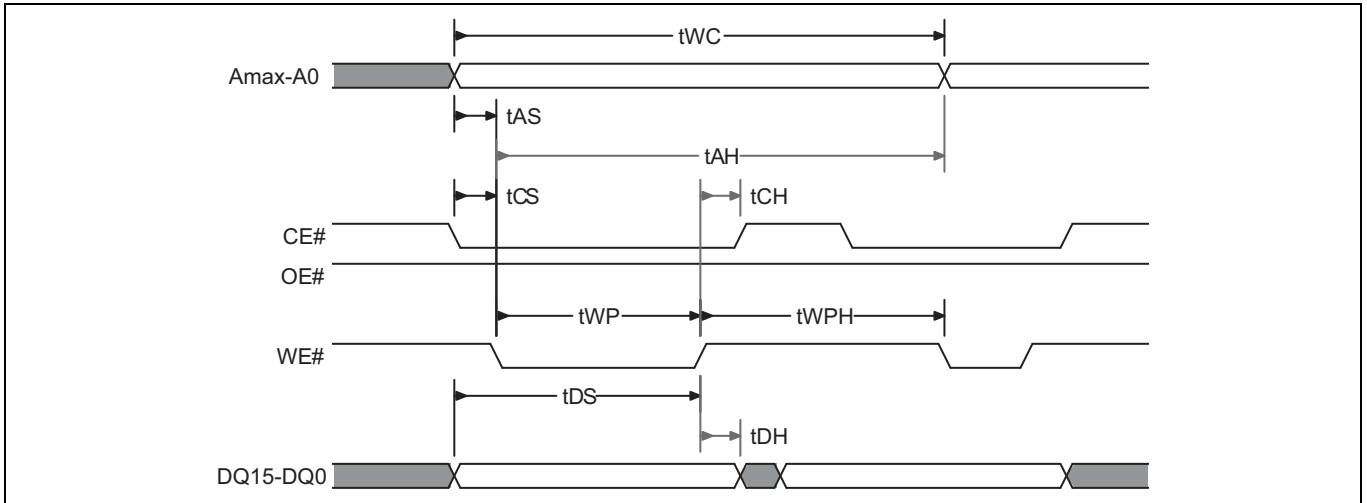 tWC
Amax-A0
tAS
tAH
tCS
tCH
CE#
OE#
tWP
tWPH
WE#
tDS
tDH
DQ15-DQ0